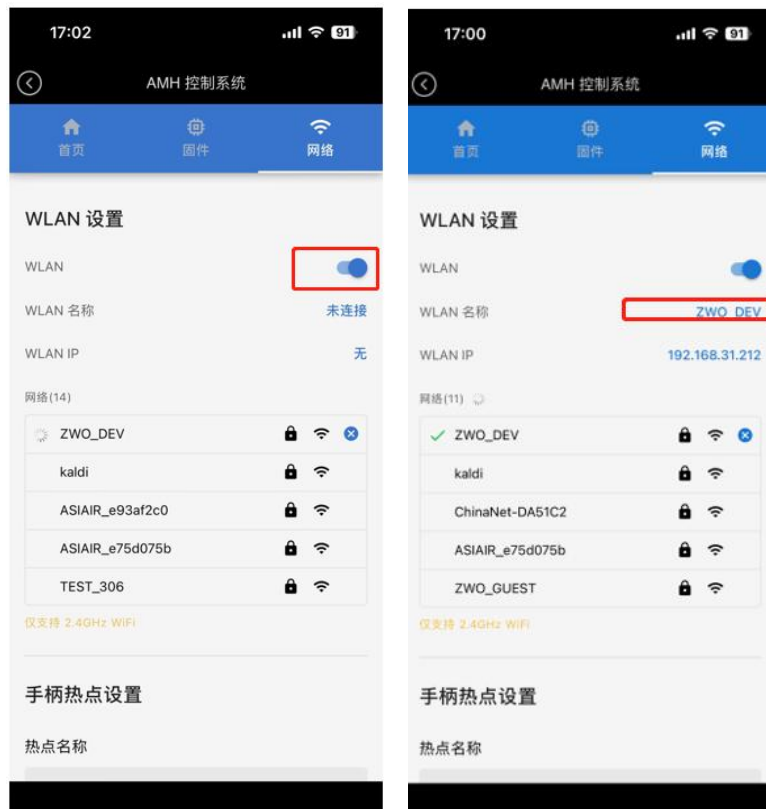 17:02
91
AMH 控制系统
首页
固件
网络
WLAN 设置
WLAN
WLAN 名称
未连接
WLAN IP
无
网络(14)
ZWO_DEV
kaldi
ASIAIR_e93af2c0
ASIAIR_e75d075b
TEST_306
仅支持 2.4GHz WiFi
手柄热点设置
热点名称
17:00
91
AMH 控制系统
首页
固件
网络
WLAN 设置
WLAN
WLAN 名称
ZWO_DEV
WLAN IP
192.168.31.212
网络(11)
ZWO_DEV
kaldi
ChinaNet-DA51C2
ASIAIR_e75d075b
ZWO_GUEST
仅支持 2.4GHz WiFi
手柄热点设置
热点名称